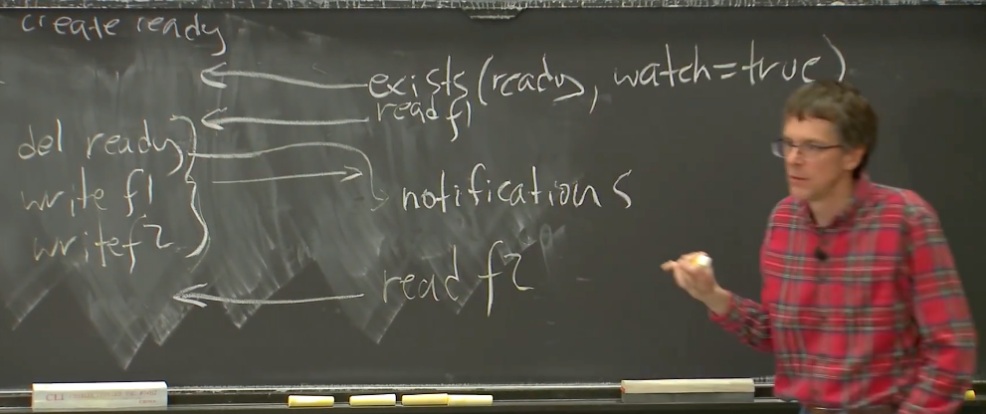 create ready
exists(ready, watch=true)
read f1
del ready
write f1
write f2
notifications
read f2